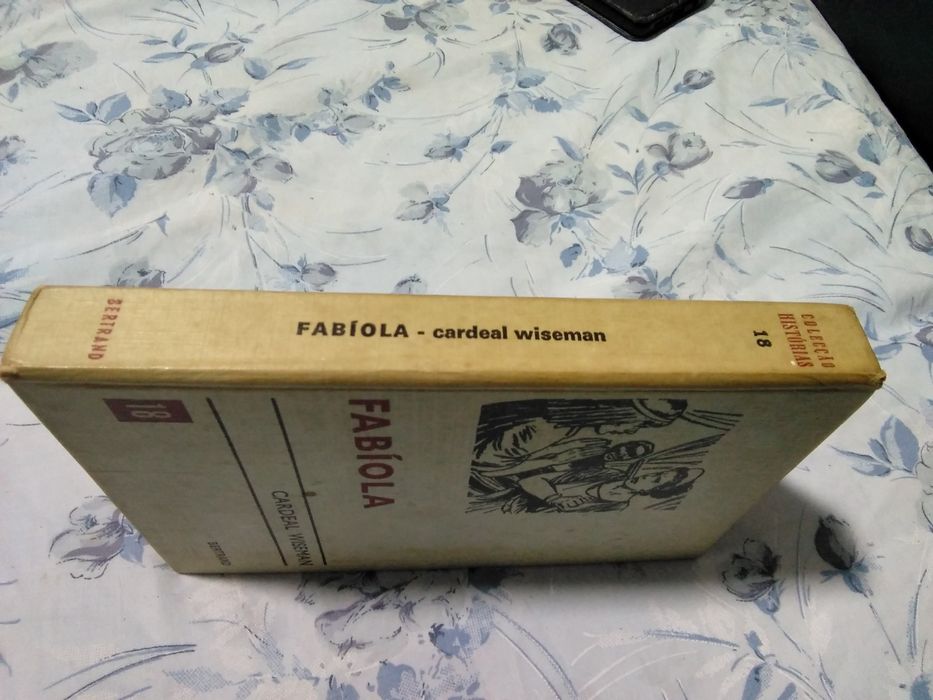 BERTRAND
FABÍOLA - cardeal wiseman
18
COLECÇÃO
HISTÓRIAS
FABÍOLA
CARDEAL WISEMAN
18
BERTRAND